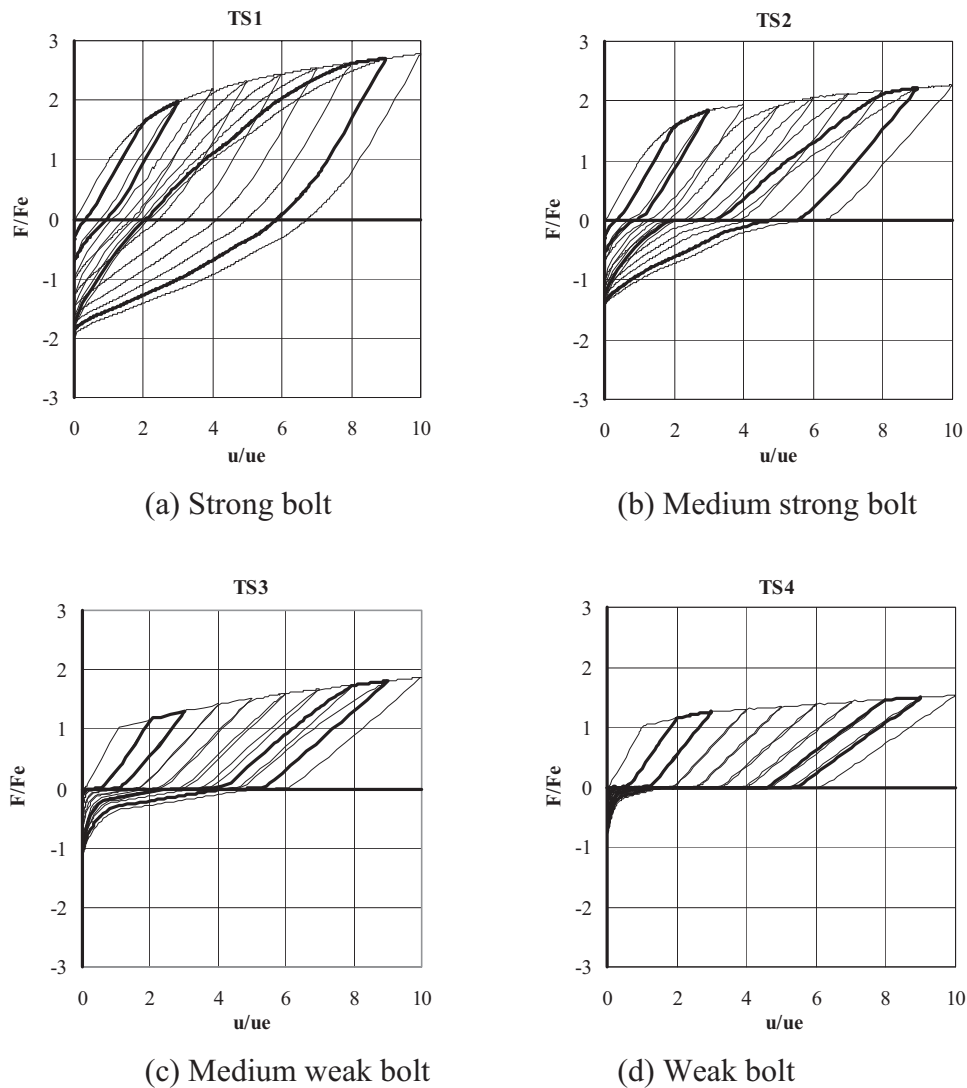 TS1
3
2
1
0
-1
-2
-3
F/Fe
0 2 4 6 8 10
u/ue
(a) Strong bolt
TS2
3
2
1
0
-1
-2
-3
F/Fe
0 2 4 6 8 10
u/ue
(b) Medium strong bolt
TS3
3
2
1
0
-1
-2
-3
F/Fe
0 2 4 6 8 10
u/ue
(c) Medium weak bolt
TS4
3
2
1
0
-1
-2
-3
F/Fe
0 2 4 6 8 10
u/ue
(d) Weak bolt